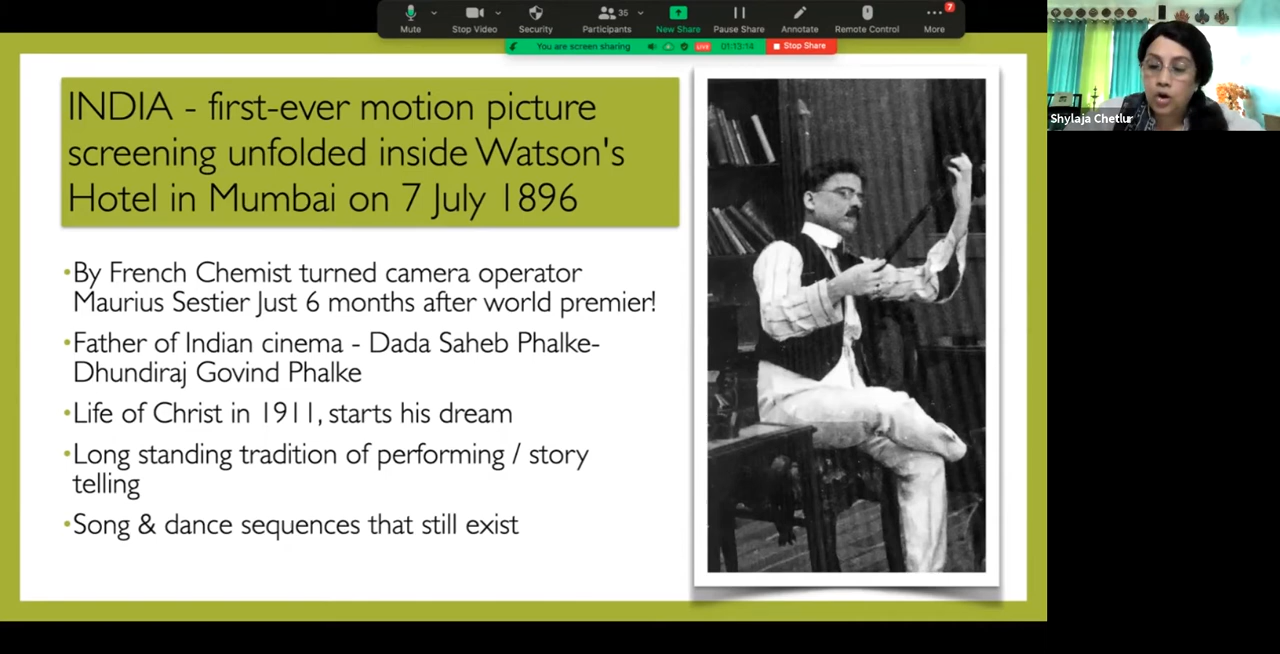 Mute
Stop Video
Security
35
Participants
New Share
Pause Share
Annotate
Remote Control
7
More
You are screen sharing
LIVE
01:13:14
Stop Share
INDIA - first-ever motion picture
screening unfolded inside Watson's
Hotel in Mumbai on 7 July 1896
•By French Chemist turned camera operator
Maurius Sestier Just 6 months after world premier!
•Father of Indian cinema - Dada Saheb Phalke-
Dhundiraj Govind Phalke
•Life of Christ in 1911, starts his dream
•Long standing tradition of performing / story
telling
•Song & dance sequences that still exist
Shylaja Chetlur